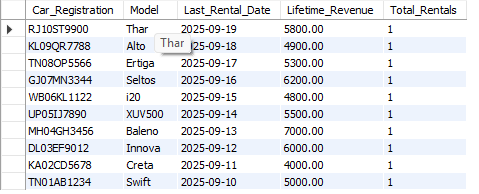 Car_Registration Model Last_Rental_Date Lifetime_Revenue Total_Rentals
RJ10ST9900 Thar 2025-09-19 5800.00 1
KL09QR7788 Alto 2025-09-18 4900.00 1
Thar
TN08OP5566 Ertiga 2025-09-17 5300.00 1
GJ07MN3344 Seltos 2025-09-16 6200.00 1
WB06KL1122 i20 2025-09-15 4800.00 1
UP05IJ7890 XUV500 2025-09-14 5500.00 1
MH04GH3456 Baleno 2025-09-13 7000.00 1
DL03EF9012 Innova 2025-09-12 6000.00 1
KA02CD5678 Creta 2025-09-11 4000.00 1
TN01AB1234 Swift 2025-09-10 5000.00 1